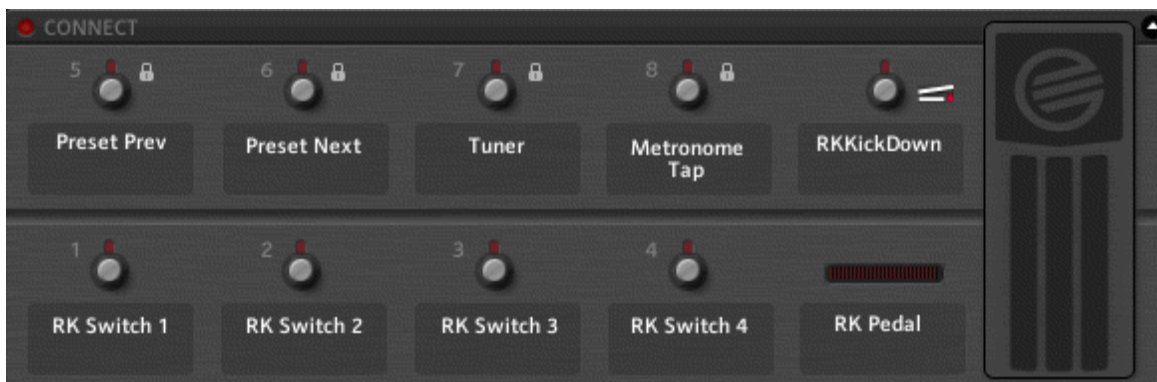 CONNECT
5
6
7
8
Preset Prev
Preset Next
Tuner
Metronome
Tap
RKKickDown
1
2
3
4
RK Switch 1
RK Switch 2
RK Switch 3
RK Switch 4
RK Pedal